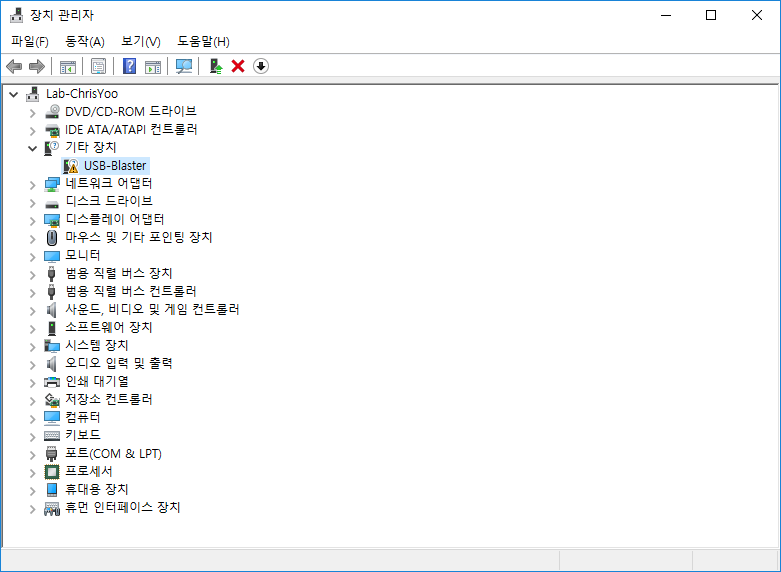 장치 관리자
파일(F) 동작(A) 보기(V) 도움말(H)
Lab-ChrisYoo
DVD/CD-ROM 드라이브
IDE ATA/ATAPI 컨트롤러
기타 장치
USB-Blaster
네트워크 어댑터
디스크 드라이브
디스플레이 어댑터
마우스 및 기타 포인팅 장치
모니터
범용 직렬 버스 장치
범용 직렬 버스 컨트롤러
사운드, 비디오 및 게임 컨트롤러
소프트웨어 장치
시스템 장치
오디오 입력 및 출력
인쇄 대기열
저장소 컨트롤러
컴퓨터
키보드
포트(COM & LPT)
프로세서
휴대용 장치
휴먼 인터페이스 장치